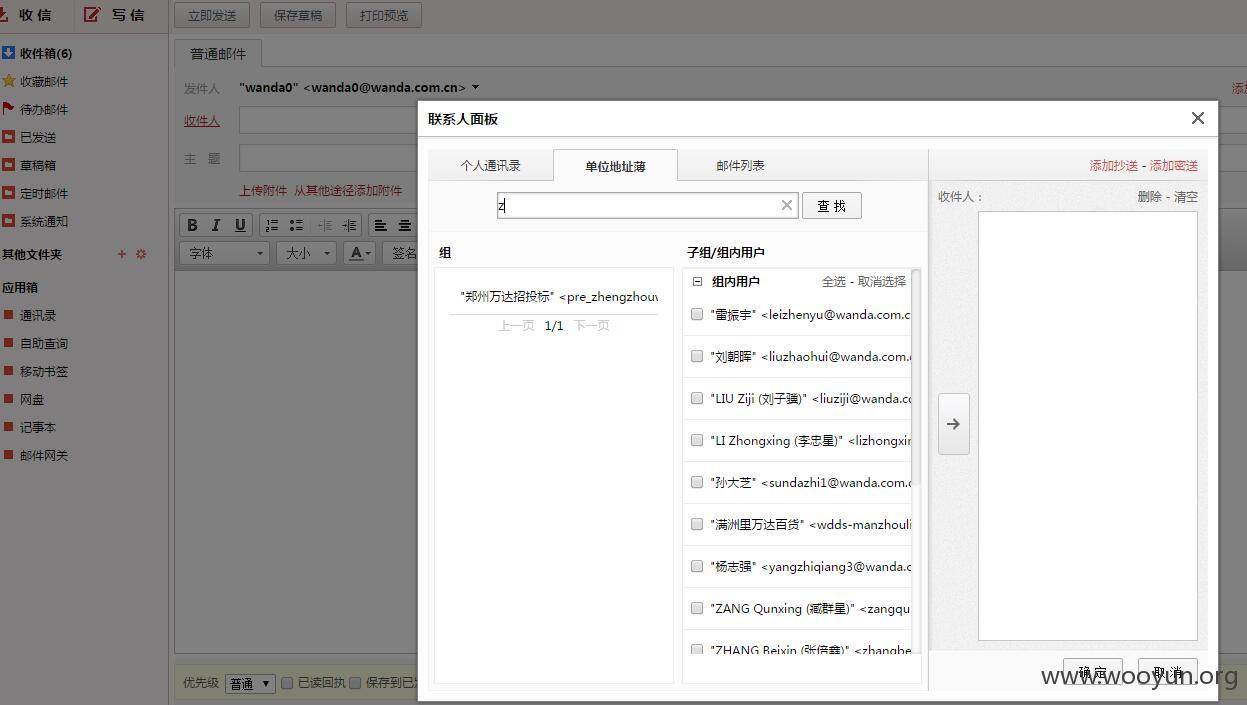 收 信 写 信 立即发送 保存草稿 打印预览
收件箱(6)
收藏邮件
待办邮件
已发送
草稿箱
定时邮件
系统通知
其他文件夹 +
应用箱
通讯录
自助查询
移动书签
网盘
记事本
邮件网关
普通邮件
发件人 "wanda0" <wanda0@wanda.com.cn>
收件人
主 题
上传附件 从其他途径添加附件
B I U
字体 大小 A 签名
优先级 普通 已读回执 保存到已
联系人面板
个人通讯录 单位地址薄 邮件列表
z 查 找
组
"郑州万达招投标" <pre_zhengzhou
上一页 1/1 下一页
子组/组内用户
组内用户 全选 - 取消选择
"雷振宇" <leizhenyu@wanda.com.c
"刘朝晖" <liuzhaohui@wanda.com.
"LIU Ziji (刘子骥)" <liuziji@wanda.co
"LI Zhongxing (李忠星)" <lizhongxin
"孙大芝" <sundazhi1@wanda.com.c
"满洲里万达百货" <wdds-manzhouli
"杨志强" <yangzhiqiang3@wanda.c
"ZANG Qunxing (臧群星)" <zangqu
"ZHANG Beixin (张倍鑫)" <zhangbe
添加抄送 - 添加密送
收件人： 删除 - 清空
确 定 取 消
www.wooyun.org